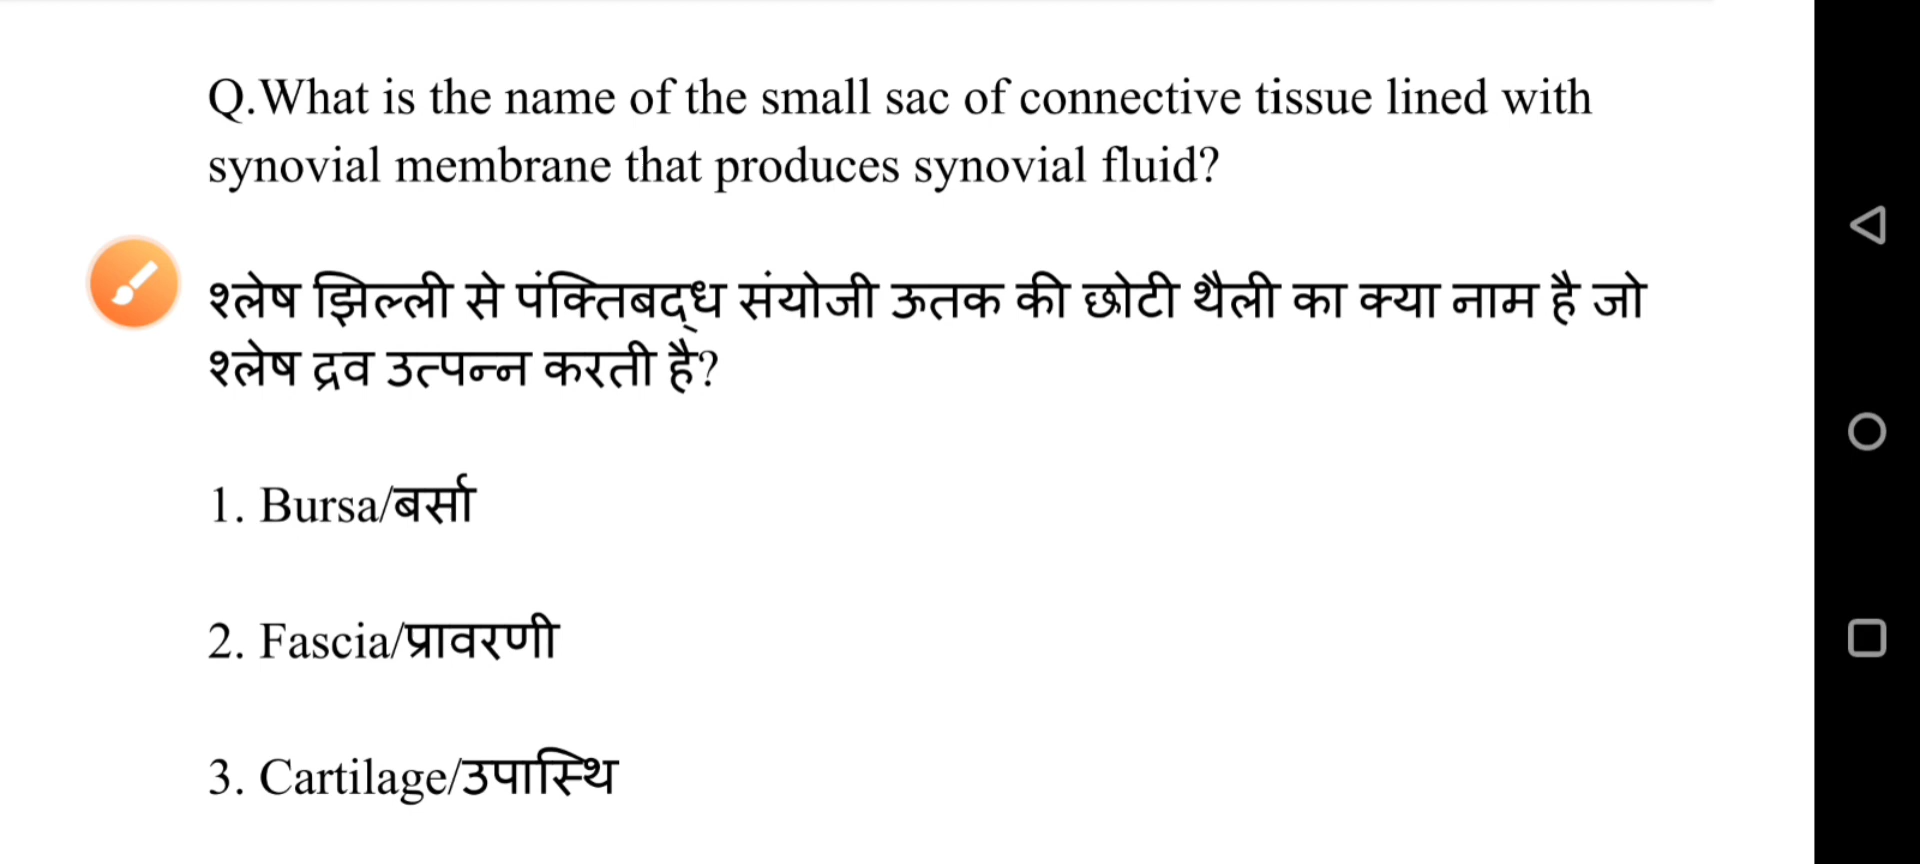 Q.What is the name of the small sac of connective tissue lined with
synovial membrane that produces synovial fluid?
श्लेष झिल्ली से पंक्तिबद्ध संयोजी ऊतक की छोटी थैली का क्या नाम है जो
श्लेष द्रव उत्पन्न करती है?
1. Bursa/बर्सा
2. Fascia/प्रावरणी
3. Cartilage/उपास्थि